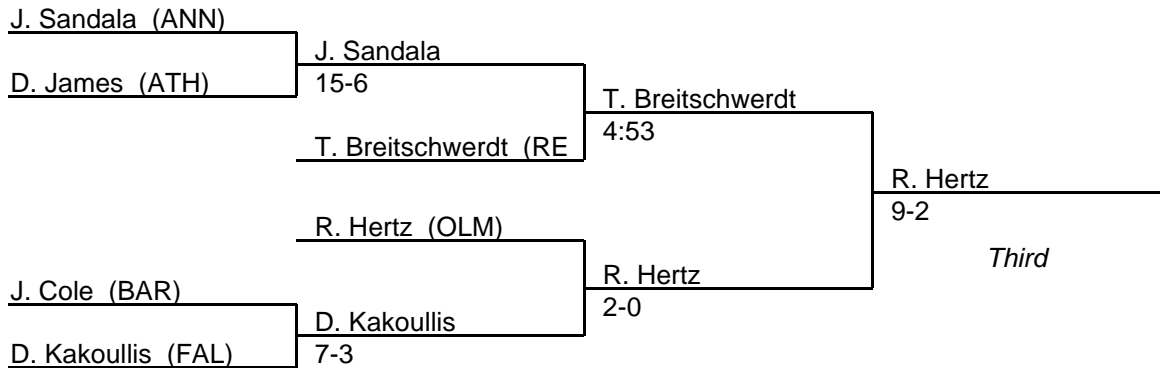 J. Sandala (ANN)
J. Sandala
D. James (ATH)
15-6
T. Breitschwerdt
4:53
T. Breitschwerdt (RE
R. Hertz
9-2
R. Hertz (OLM)
Third
R. Hertz
J. Cole (BAR)
2-0
D. Kakoullis
D. Kakoullis (FAL)
7-3